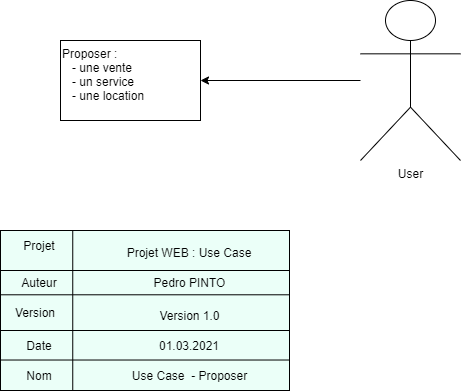 Proposer :
- une vente
- un service
- une location
User
Projet
Projet WEB : Use Case
Auteur
Pedro PINTO
Version
Version 1.0
Date
01.03.2021
Nom
Use Case - Proposer